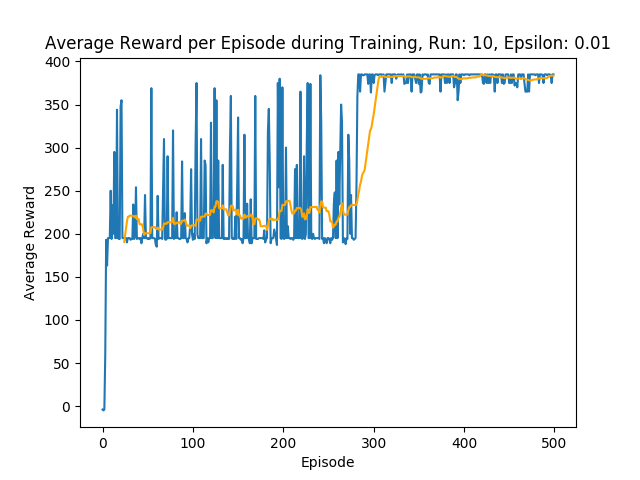 Average Reward per Episode during Training, Run: 10, Epsilon: 0.01
400
350
300
250
200
150
100
50
0
Average Reward
0 100 200 300 400 500
Episode